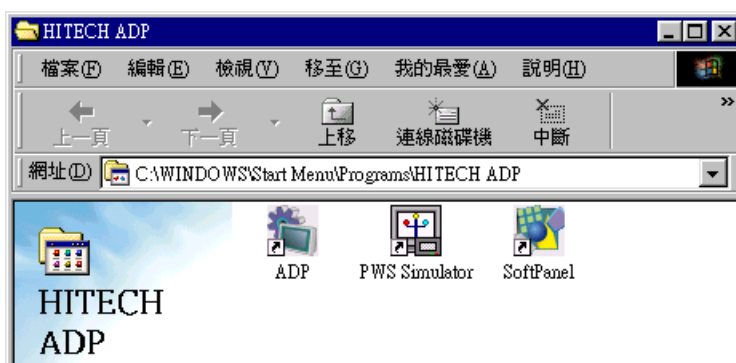 HITECH ADP
檔案(F) 編輯(E) 檢視(V) 移至(G) 我的最愛(A) 說明(H)
上一頁 下一頁 上移 連線磁碟機 中斷 »
網址(D) C:\WINDOWS\Start Menu\Programs\HITECH ADP
ADP PWS Simulator SoftPanel
HITECH
ADP